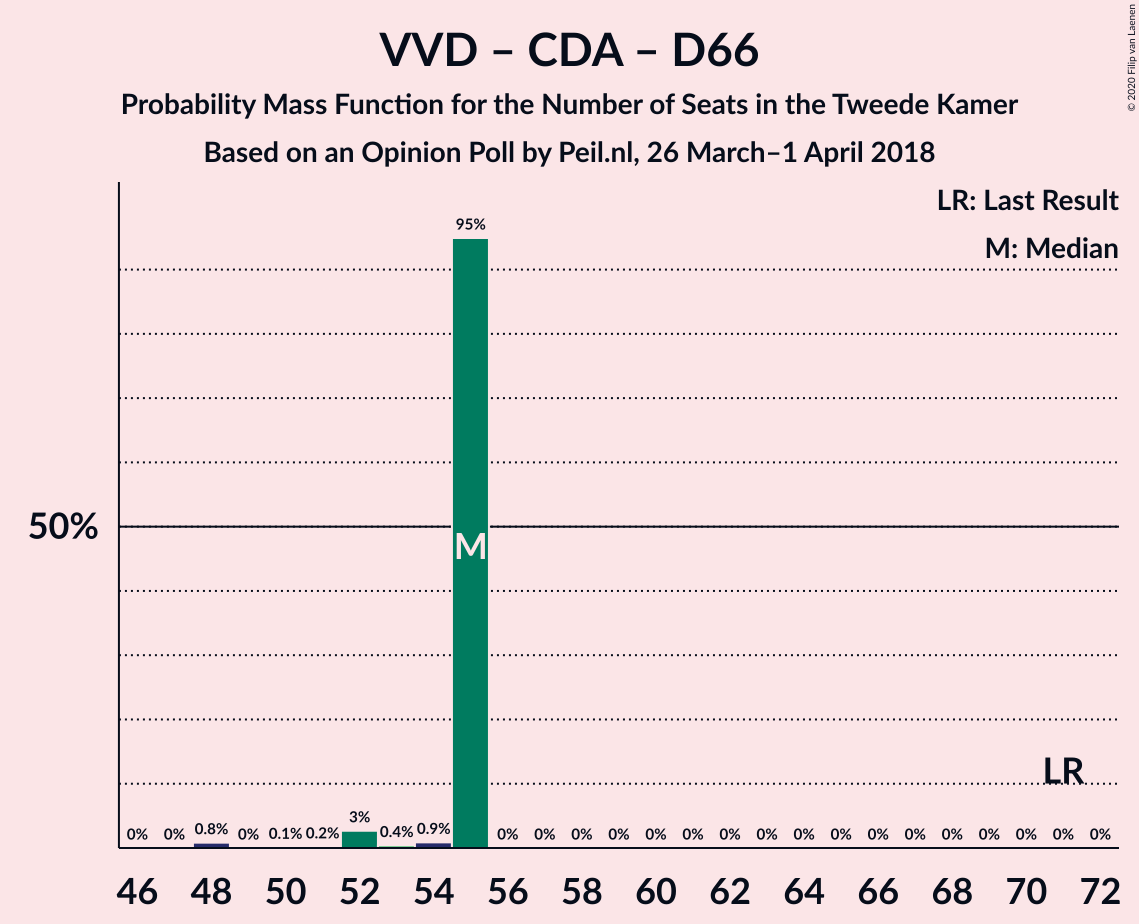 VVD – CDA – D66
Probability Mass Function for the Number of Seats in the Tweede Kamer
Based on an Opinion Poll by Peil.nl, 26 March–1 April 2018
© 2020 Filip van Laenen
LR: Last Result
M: Median
95%
50%
M
LR
0% 0% 0.8% 0% 0.1% 0.2% 3% 0.4% 0.9% 0% 0% 0% 0% 0% 0% 0% 0% 0% 0% 0% 0% 0% 0% 0% 0% 0%
46 48 50 52 54 56 58 60 62 64 66 68 70 72